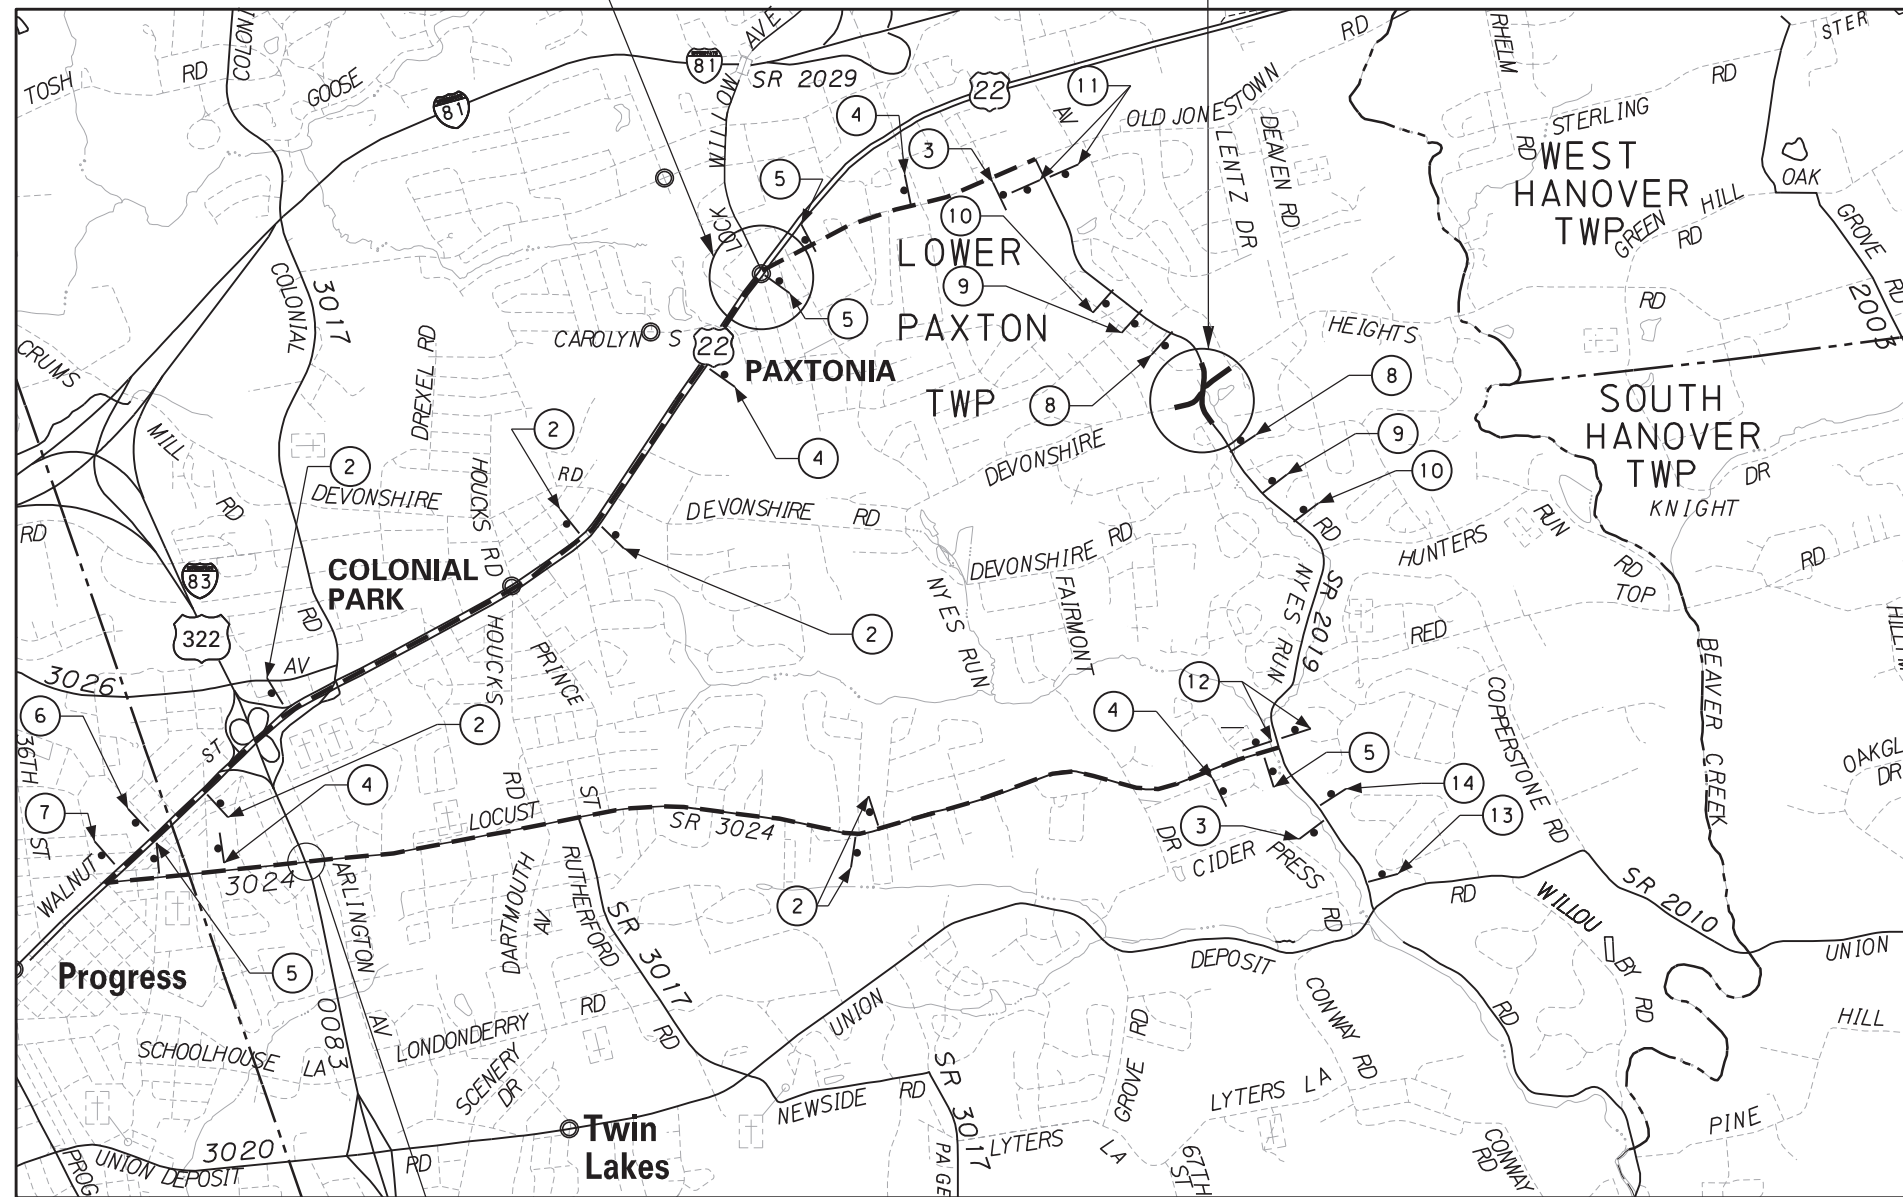 TOSH
RD
COLONI
GOOSE
81
81
AVE
SR 2029
WILLOW
22
4
11
AV
OLD JONESTOWN
RD
RHELM
RD
STERLING
RD
STER
WEST
HANOVER
TWP
OAK
GREEN
HILL
RD
GROVE
RD
2003
3
5
LOCK
10
LOWER
LENTZ DR
DEAVEN RD
COLONIAL
3017
9
PAXTON
5
CAROLYN
S
22
PAXTONIA
TWP
8
HEIGHTS
RD
8
CRUMS
MILL
RD
DREXEL RD
2
2
4
RD
DEVONSHIRE
HOUCKS RD
DEVONSHIRE
RD
DEVONSHIRE
9
10
SOUTH
HANOVER
TWP
DR
KNIGHT
RD
83
322
COLONIAL
PARK
RD
DEVONSHIRE RD
NYES RUN
FAIRMONT
RD
NYES RUN
SR 2019
HUNTERS
RUN
RD
TOP
RED
RD
HILLYM
2
HOUCKS
PRINCE
3026
AV
6
36TH
ST
ST
2
4
7
12
4
5
14
13
3
COPPERSTONE RD
BEAVER CREEK
OAKGL
DR
RD
LOCUST
ST
SR 3024
WALNUT
3024
2
DR
CIDER
PRESS
RD
RD
SR 2010
WILLOU
BY
RD
UNION
ARLINGTON
AV
DARTMOUTH
AV
RUTHERFORD
RD
SR 3017
5
Progress
DEPOSIT
UNION
CONWAY RD
RD
HILL
0083
SCHOOLHOUSE
LA
LONDONDERRY
RD
SCENERY
DR
SR 3017
GROVE RD
LYTERS LA
NEWSIDE
RD
PINE
Twin
Lakes
3020
UNION DEPOSIT
RD
PROG
PAIGE
LYTERS
LA
67TH
ST
CONWAY
RD